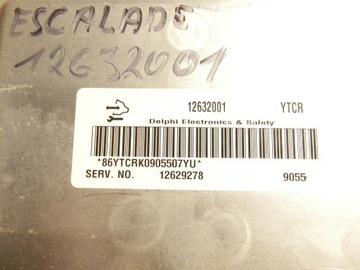 ESCALADE
12632001
12632001 YTCR
Delphi Electronics & Safety
*86YTCRK0905507YU*
SERV. NO. 12629278 9055